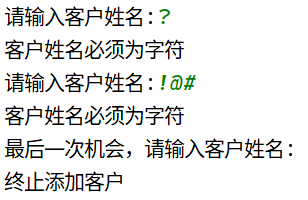 请输入客户姓名:?
客户姓名必须为字符
请输入客户姓名:!@#
客户姓名必须为字符
最后一次机会，请输入客户姓名:
终止添加客户